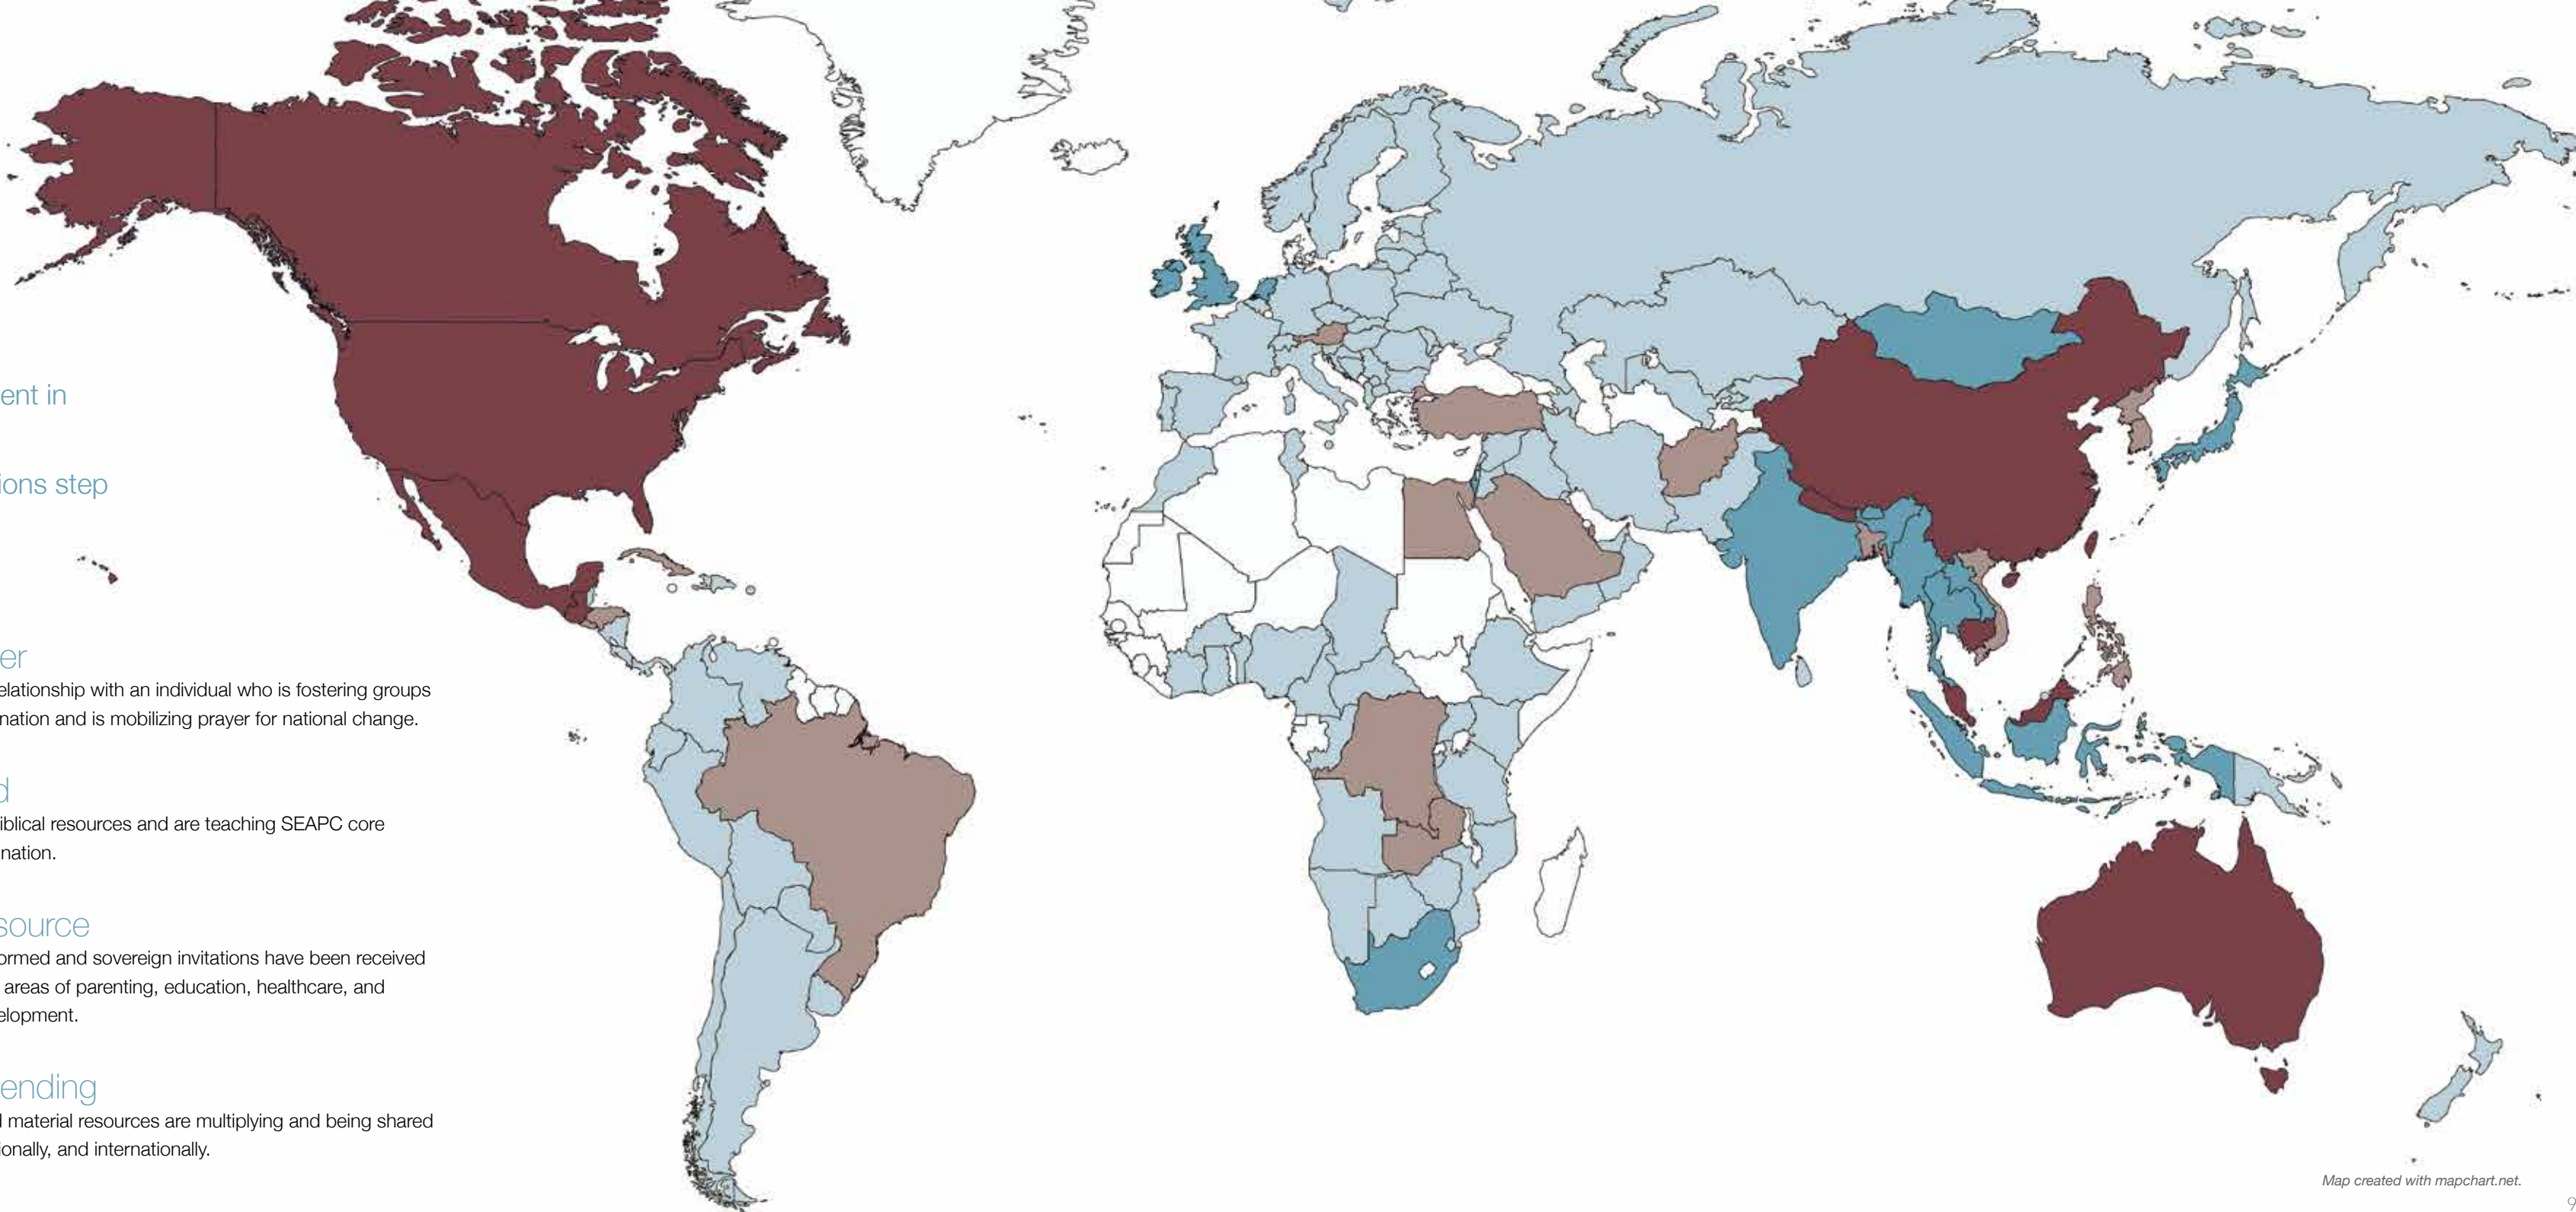 ent in
ions step
er
elationship with an individual who is fostering groups
nation and is mobilizing prayer for national change.
d
iblical resources and are teaching SEAPC core
nation.
source
ormed and sovereign invitations have been received
areas of parenting, education, healthcare, and
elopment.
ending
material resources are multiplying and being shared
ionally, and internationally.
Map created with mapchart.net.
9